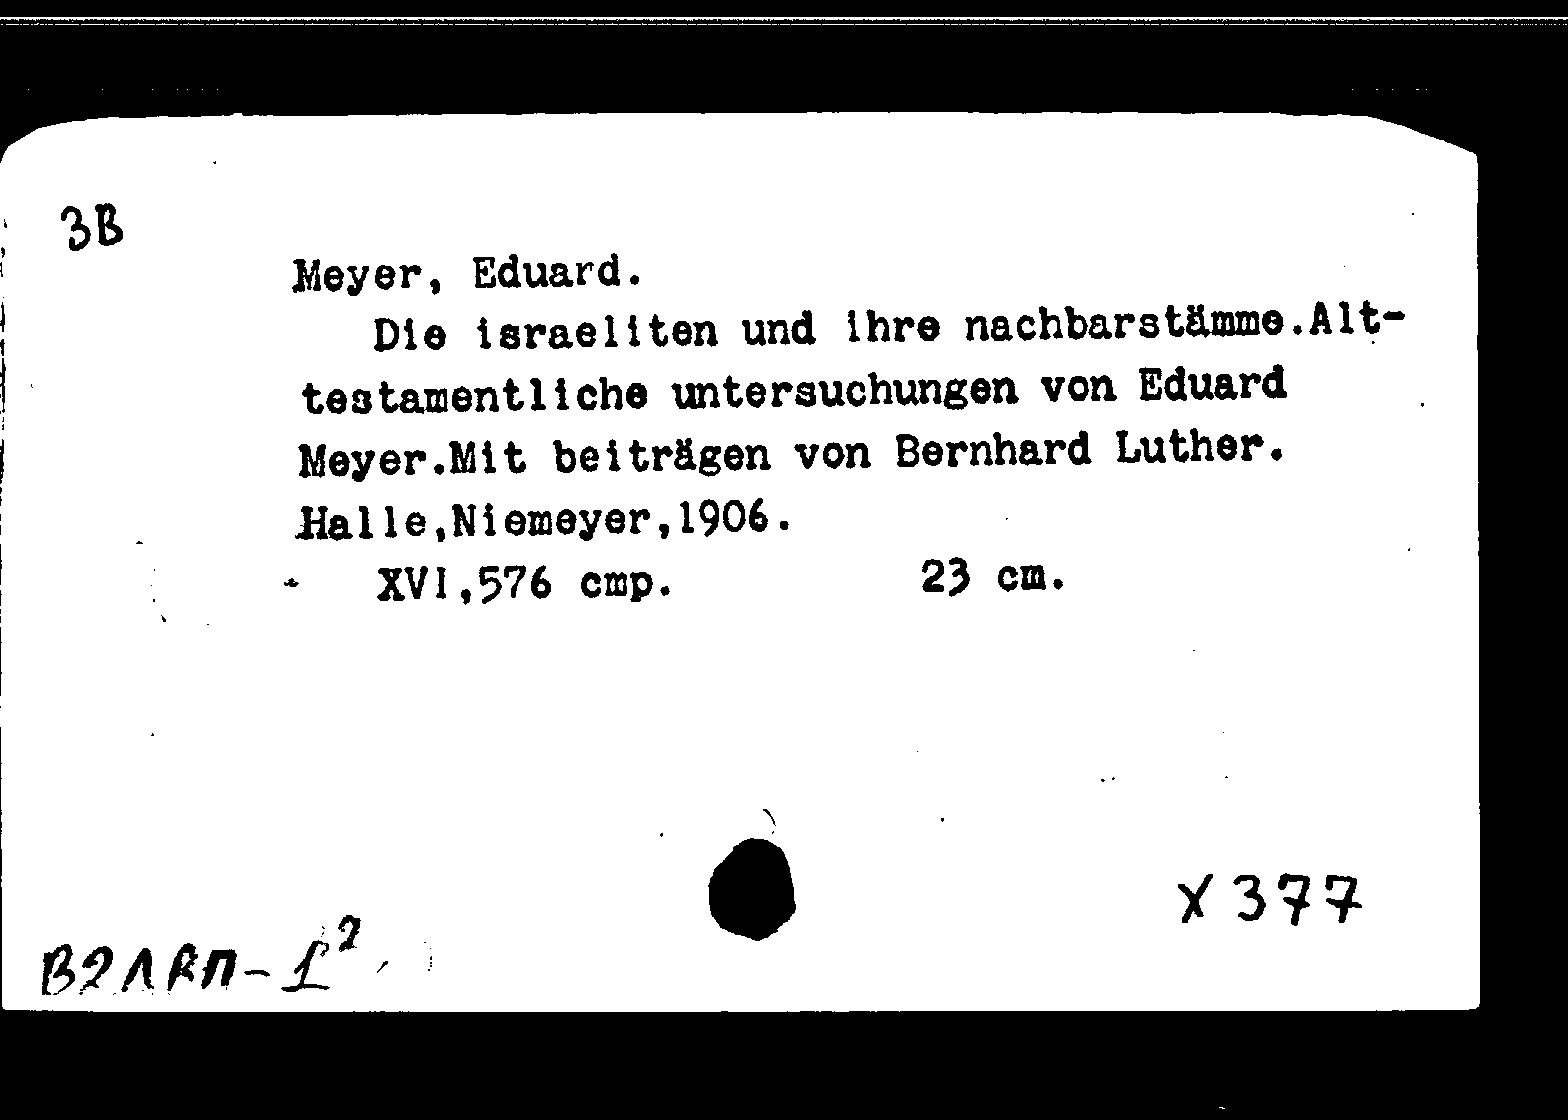 3B
Meyer, Eduard.
Die israeliten und ihre nachbarstämme.Alt-
testamentliche untersuchungen von Eduard
Meyer.Mit beiträgen von Bernhard Luther.
Halle,Niemeyer,1906.
XVI,576 стр.	23 cm.
X 377